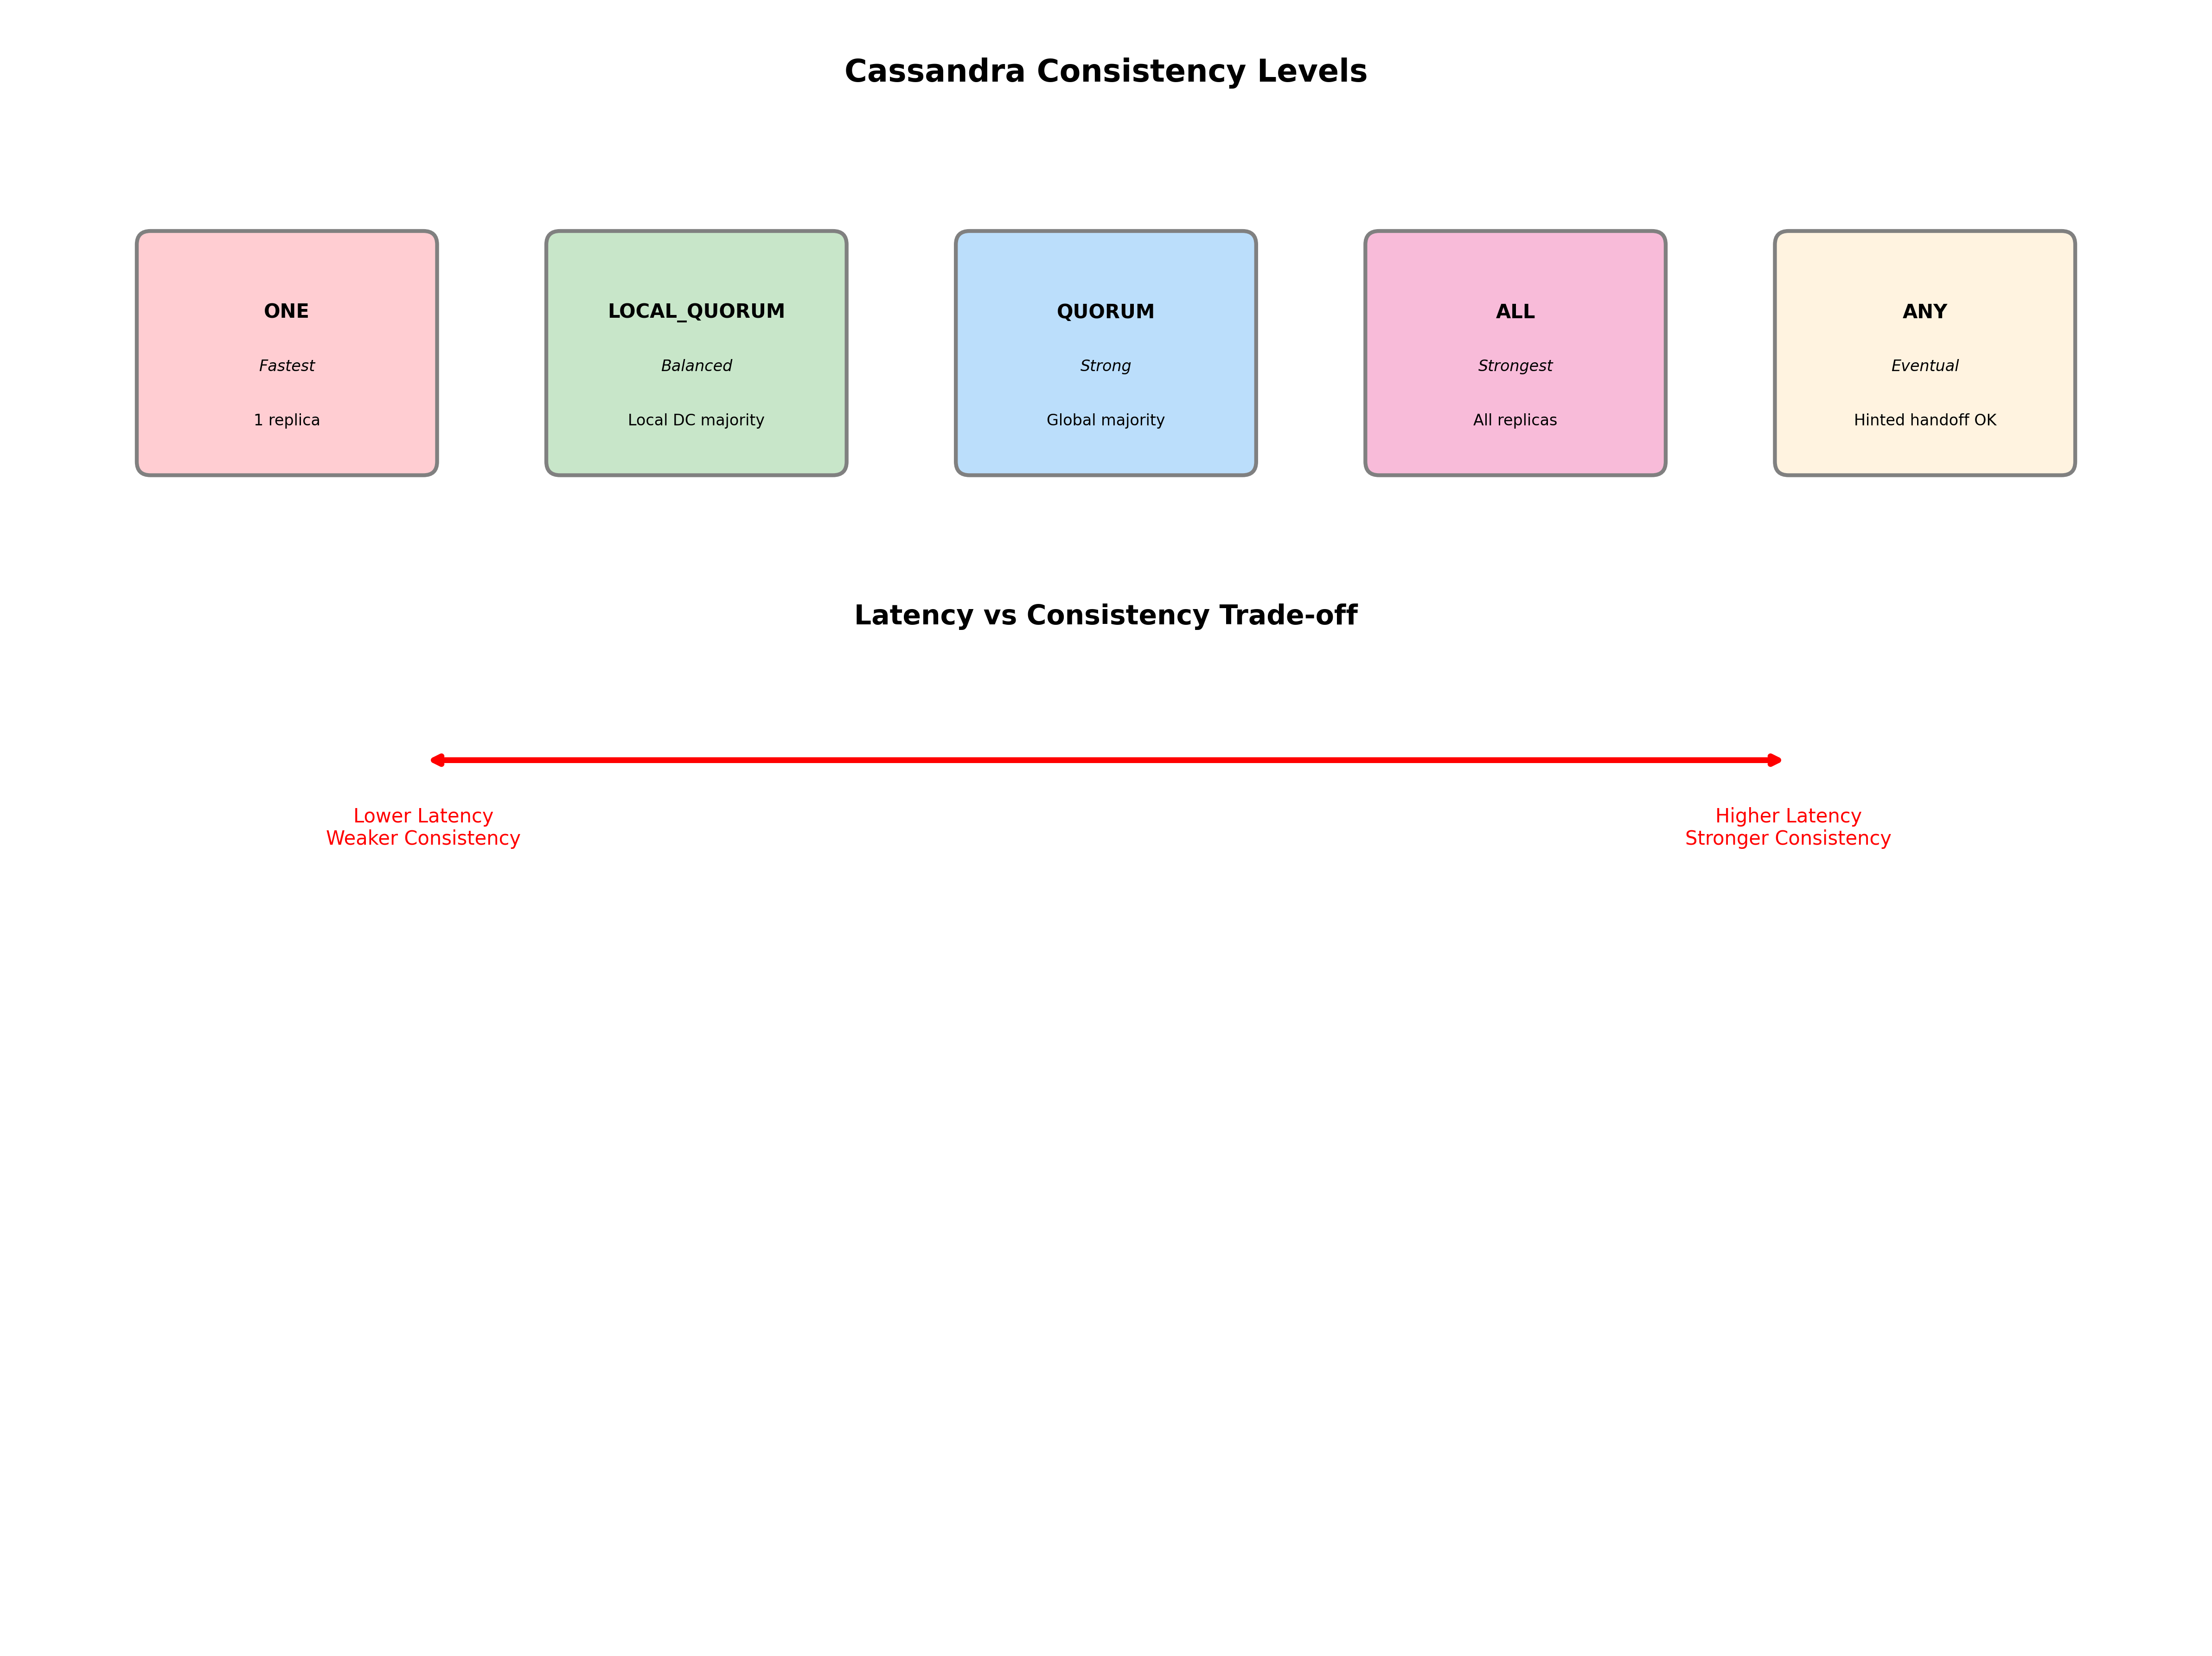 Cassandra Consistency Levels
ONE
Fastest
1 replica
LOCAL_QUORUM
Balanced
Local DC majority
QUORUM
Strong
Global majority
ALL
Strongest
All replicas
ANY
Eventual
Hinted handoff OK
Latency vs Consistency Trade-off
Lower Latency
Weaker Consistency
Higher Latency
Stronger Consistency